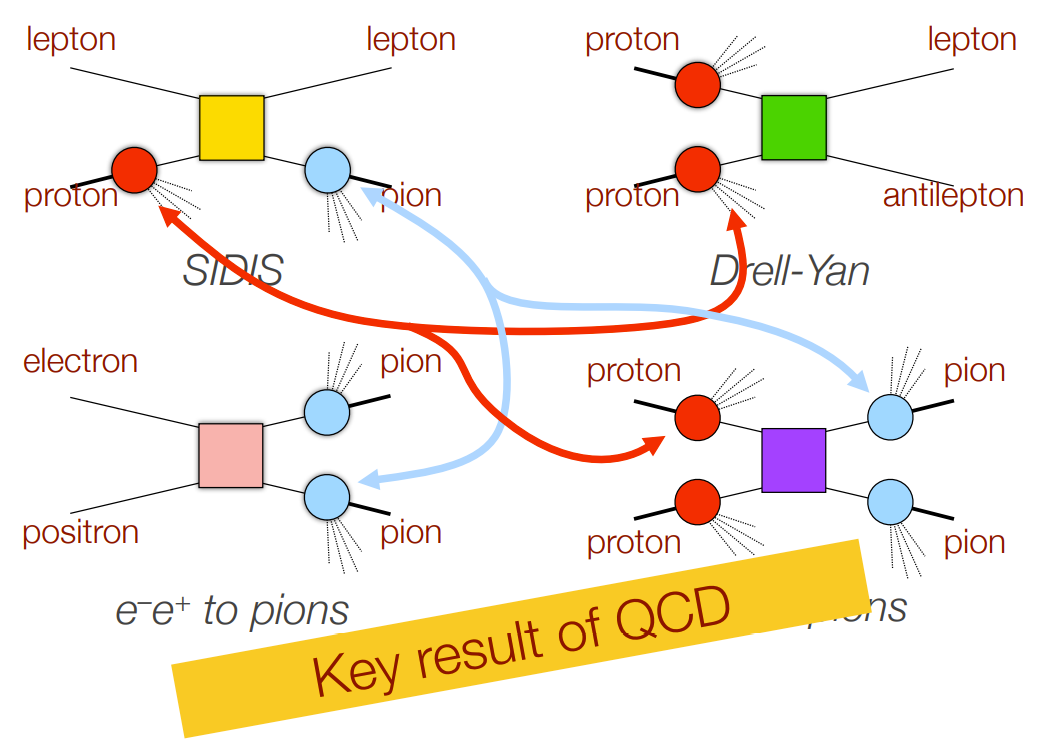 lepton lepton
proton pion
SIDIS
proton lepton
proton antilepton
Drell-Yan
electron pion
positron pion
e–e+ to pions
proton pion
proton pion
Key result of QCD